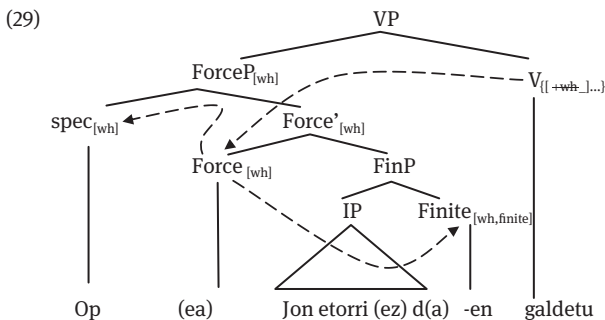 (29)
VP
ForceP[wh]
V{[ +wh _]...}
spec[wh]
Force'[wh]
Force [wh]
FinP
IP
Finite[wh,finite]
Op
(ea)
Jon etorri (ez) d(a)
-en
galdetu